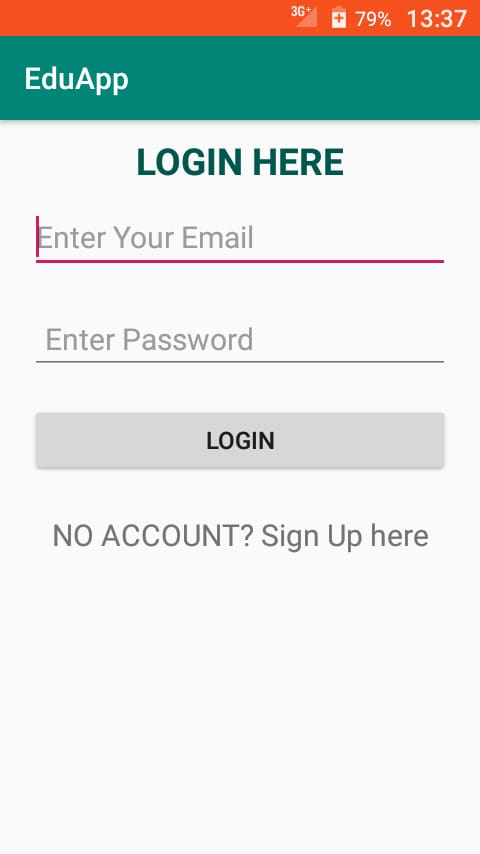 3G+ 79% 13:37
EduApp
LOGIN HERE
Enter Your Email
Enter Password
LOGIN
NO ACCOUNT? Sign Up here